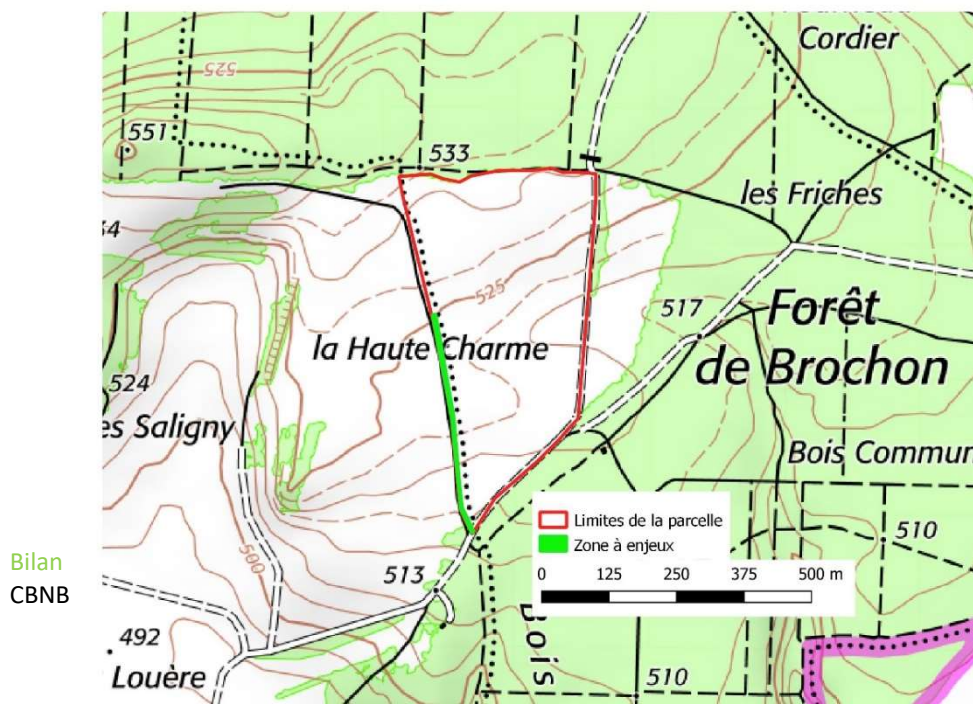 Cordier
525
551
533
les Friches
525
517
Forêt
la Haute Charme
de Brochon
524
Saligny
Bois Commun
Limites de la parcelle
510
Zone à enjeux
500
Bilan
513
0 125 250 375 500 m
CBNB
492
Bois
Louère
510